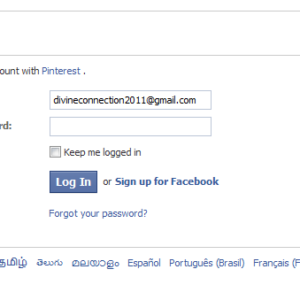 ount with Pinterest .
divineconnection2011@gmail.com
rd:
Keep me logged in
Log In or Sign up for Facebook
Forgot your password?
தமிழ் తెలుగు മലയാളം Español Português (Brasil) Français (F